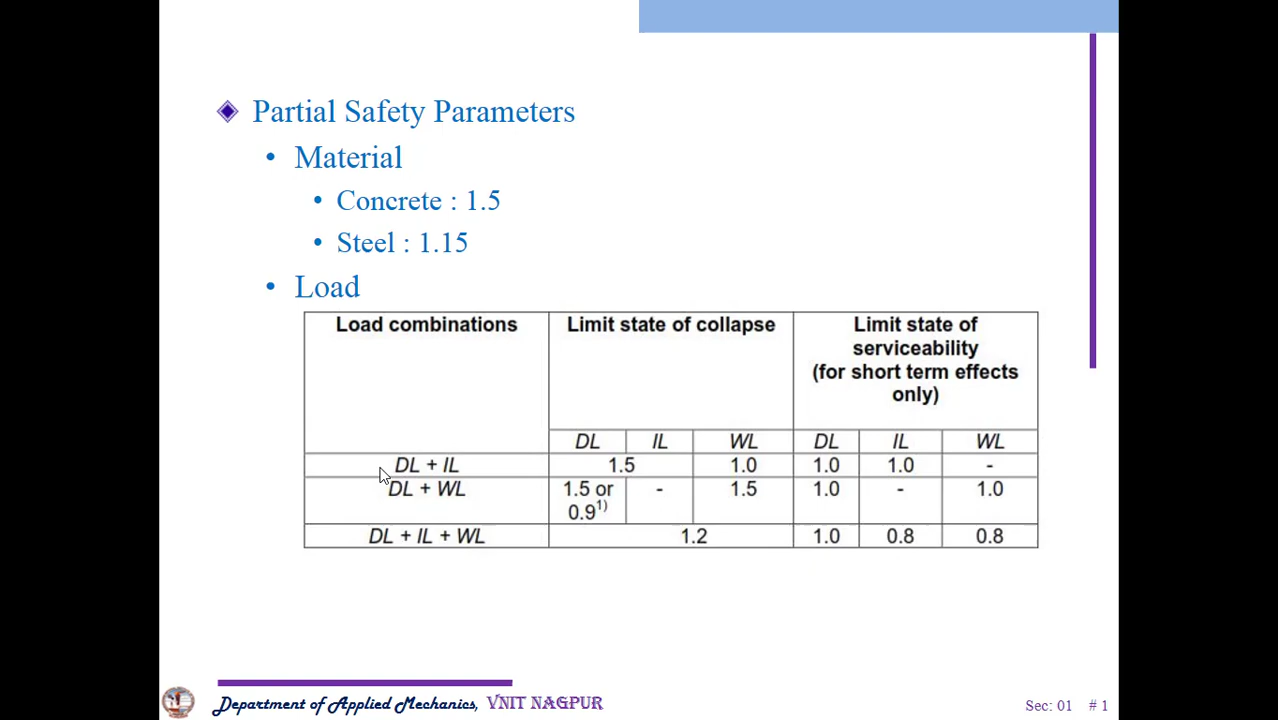 Partial Safety Parameters
• Material
• Concrete : 1.5
• Steel : 1.15
• Load
Load combinations Limit state of collapse Limit state of
serviceability
(for short term effects
only)
DL IL WL DL IL WL
DL + IL 1.5 1.0 1.0 1.0 -
DL + WL 1.5 or - 1.5 1.0 - 1.0
0.9¹⁾
DL + IL + WL 1.2 1.0 0.8 0.8
Department of Applied Mechanics, VNIT NAGPUR Sec: 01 # 1